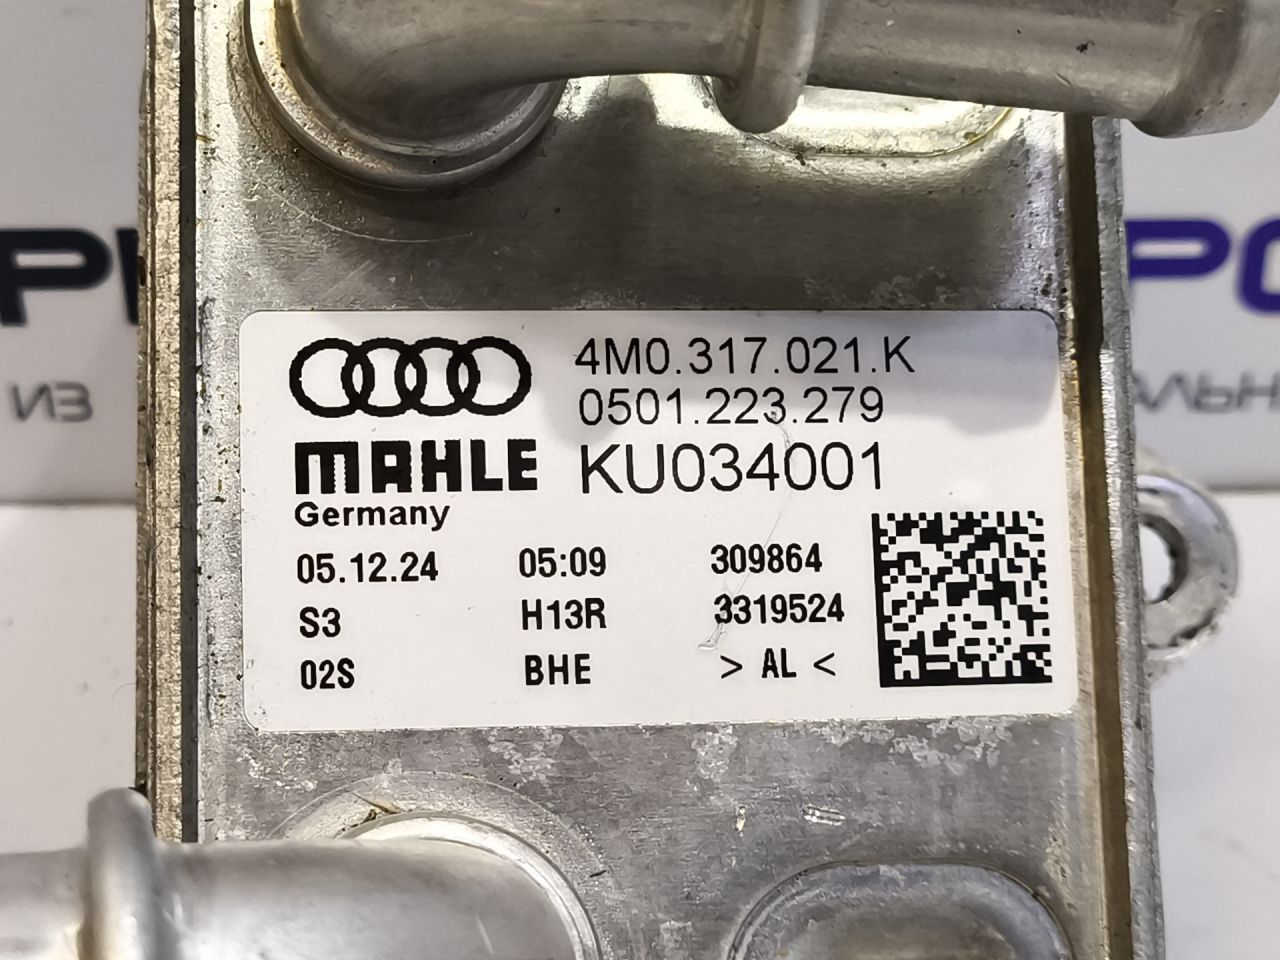 4M0.317.021.K
0501.223.279
MAHLE KU034001
Germany
05.12.24 05:09 309864
S3 H13R 3319524
02S BHE > AL <
ИЗ